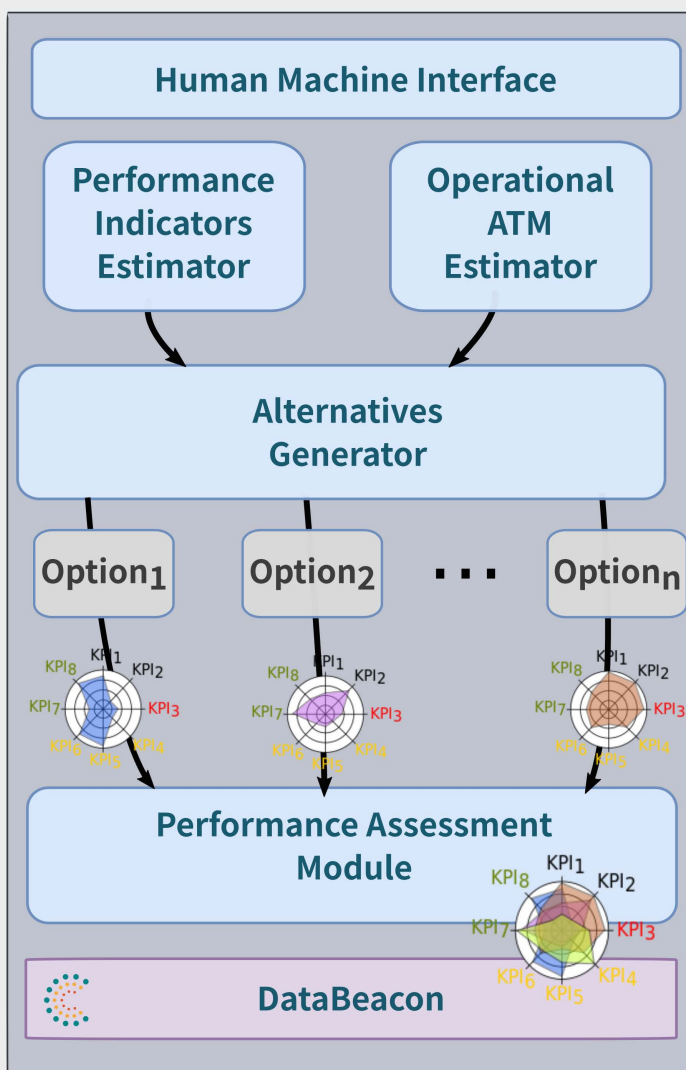 Human Machine Interface
Performance
Indicators
Estimator
Operational
ATM
Estimator
Alternatives
Generator
Option1
Option2
...
Optionn
KPI1
KPI2
KPI3
KPI4
KPI5
KPI6
KPI7
KPI8
KPI1
KPI2
KPI3
KPI4
KPI5
KPI6
KPI7
KPI8
KPI1
KPI2
KPI3
KPI4
KPI5
KPI6
KPI7
KPI8
Performance Assessment
Module
KPI1
KPI2
KPI3
KPI4
KPI5
KPI6
KPI7
KPI8
DataBeacon